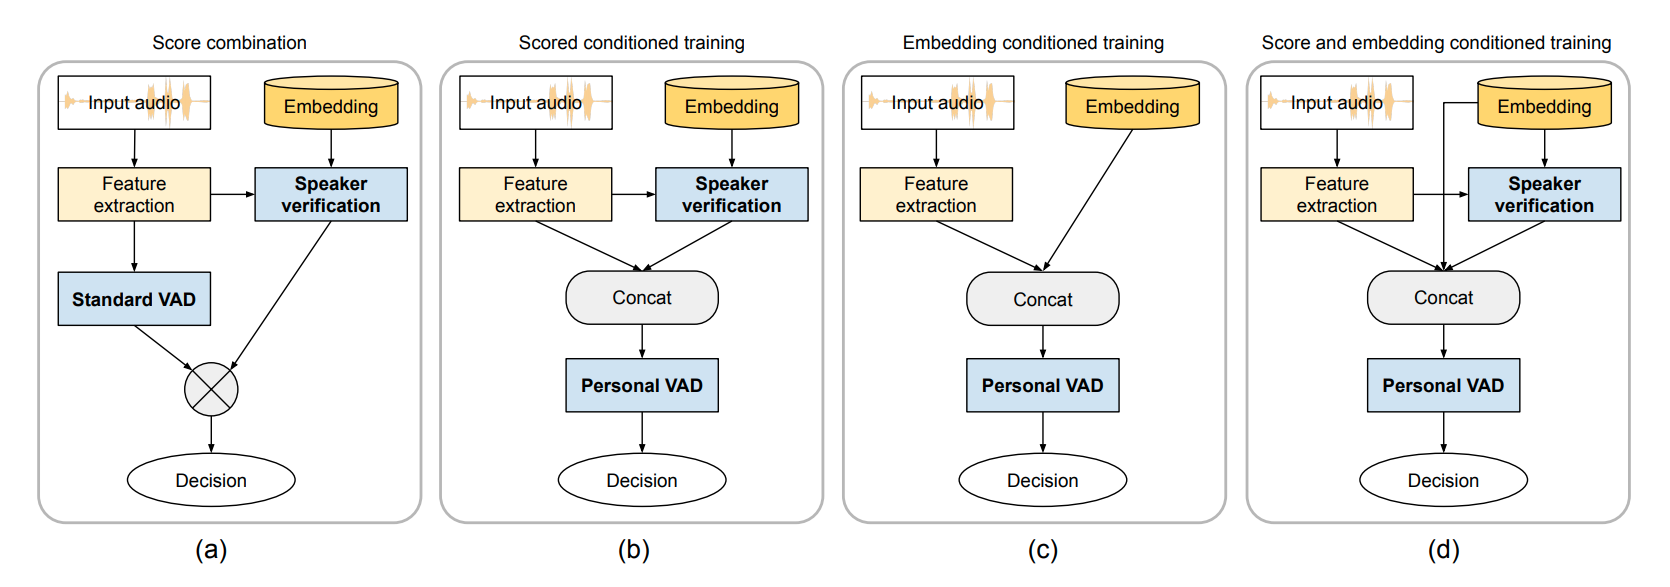 Score combination
Input audio
Embedding
Feature
extraction
Speaker
verification
Standard VAD
Decision
(a)
Scored conditioned training
Input audio
Embedding
Feature
extraction
Speaker
verification
Concat
Personal VAD
Decision
(b)
Embedding conditioned training
Input audio
Embedding
Feature
extraction
Concat
Personal VAD
Decision
(c)
Score and embedding conditioned training
Input audio
Embedding
Feature
extraction
Speaker
verification
Concat
Personal VAD
Decision
(d)